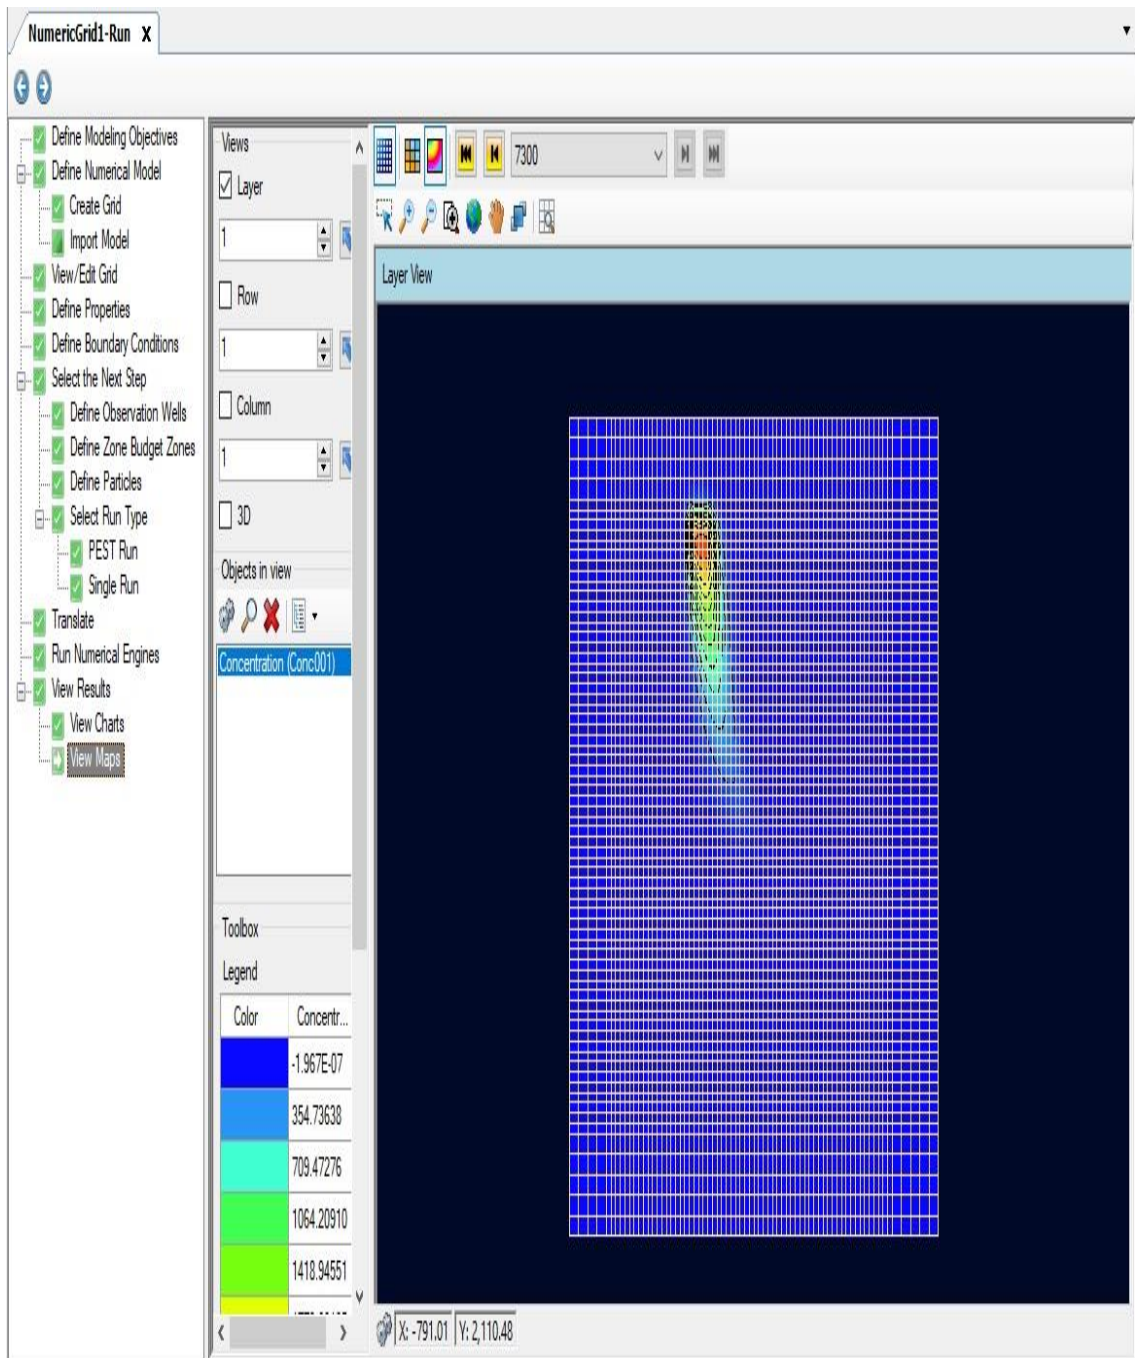 NumericGrid1-Run X
Define Modeling Objectives
Define Numerical Model
Create Grid
Import Model
View/Edit Grid
Define Properties
Define Boundary Conditions
Select the Next Step
Define Observation Wells
Define Zone Budget Zones
Define Particles
Select Run Type
PEST Run
Single Run
Translate
Run Numerical Engines
View Results
View Charts
View Maps
Views
Layer
1
Row
1
Column
1
3D
Objects in view
Concentration (Conc001)
Toolbox
Legend
Color Concentr...
-1.967E-07
354.73638
709.47276
1064.20910
1418.94551
7300
Layer View
X: -791.01 Y: 2,110.48